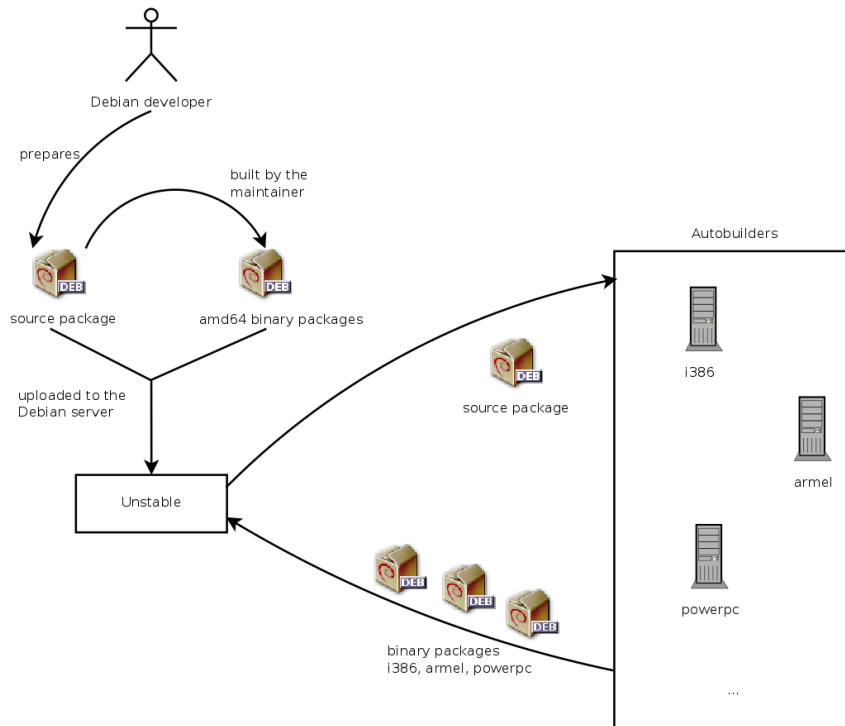 Debian developer
prepares
built by the
maintainer
Autobuilders
DEB
DEB
source package
amd64 binary packages
i386
DEB
source package
uploaded to the
Debian server
armel
Unstable
DEB
DEB
DEB
powerpc
binary packages
i386, armel, powerpc
...